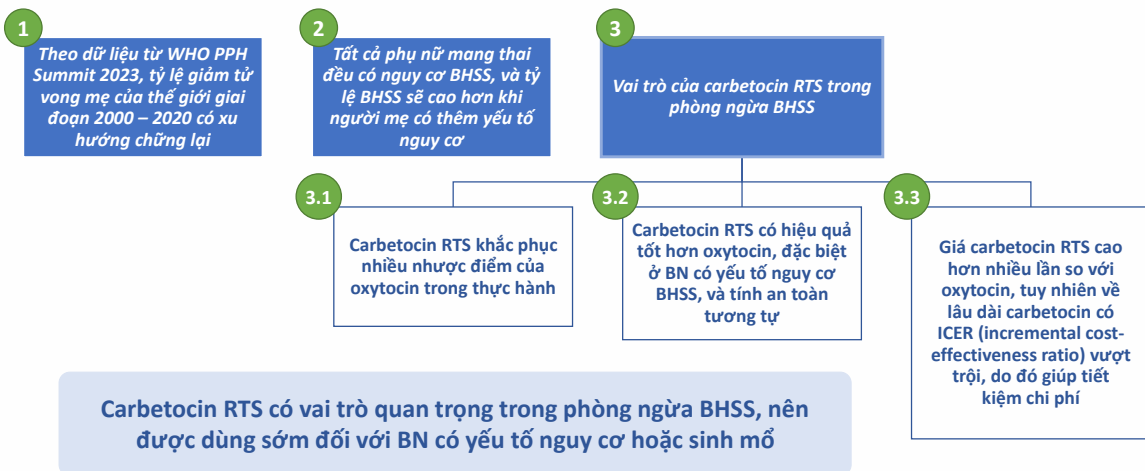 1
Theo dữ liệu từ WHO PPH
Summit 2023, tỷ lệ giảm tử
vong mẹ của thế giới giai
đoạn 2000 – 2020 có xu
hướng chững lại
2
Tất cả phụ nữ mang thai
đều có nguy cơ BHSS, và tỷ
lệ BHSS sẽ cao hơn khi
người mẹ có thêm yếu tố
nguy cơ
3
Vai trò của carbetocin RTS trong
phòng ngừa BHSS
3.1
Carbetocin RTS khắc phục
nhiều nhược điểm của
oxytocin trong thực hành
3.2
Carbetocin RTS có hiệu quả
tốt hơn oxytocin, đặc biệt
ở BN có yếu tố nguy cơ
BHSS, và tính an toàn
tương tự
3.3
Giá carbetocin RTS cao
hơn nhiều lần so với
oxytocin, tuy nhiên về
lâu dài carbetocin có
ICER (incremental cost-
effectiveness ratio) vượt
trội, do đó giúp tiết
kiệm chi phí
Carbetocin RTS có vai trò quan trọng trong phòng ngừa BHSS, nên
được dùng sớm đối với BN có yếu tố nguy cơ hoặc sinh mổ